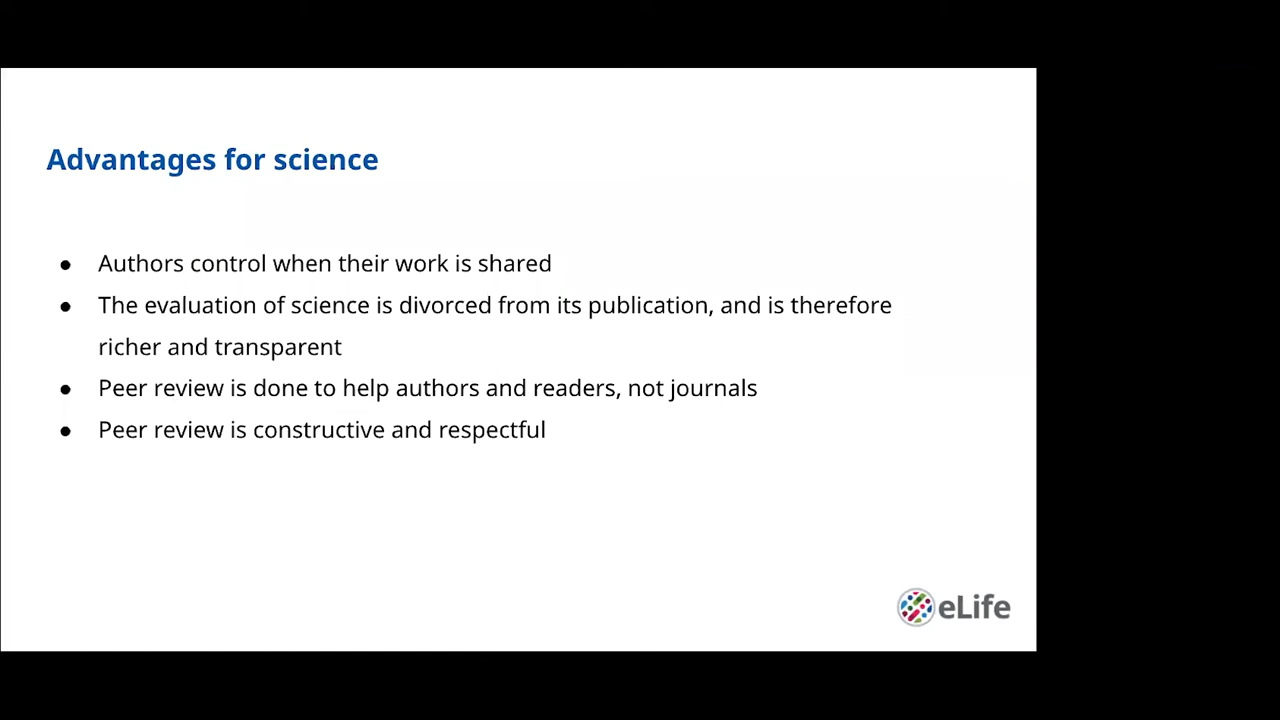 Advantages for science
● Authors control when their work is shared
● The evaluation of science is divorced from its publication, and is therefore
richer and transparent
● Peer review is done to help authors and readers, not journals
● Peer review is constructive and respectful
eLife